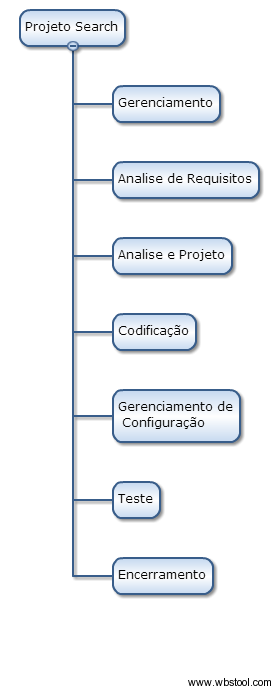 Projeto Search
Gerenciamento
Analise de Requisitos
Analise e Projeto
Codificação
Gerenciamento de
Configuração
Teste
Encerramento
www.wbstool.com